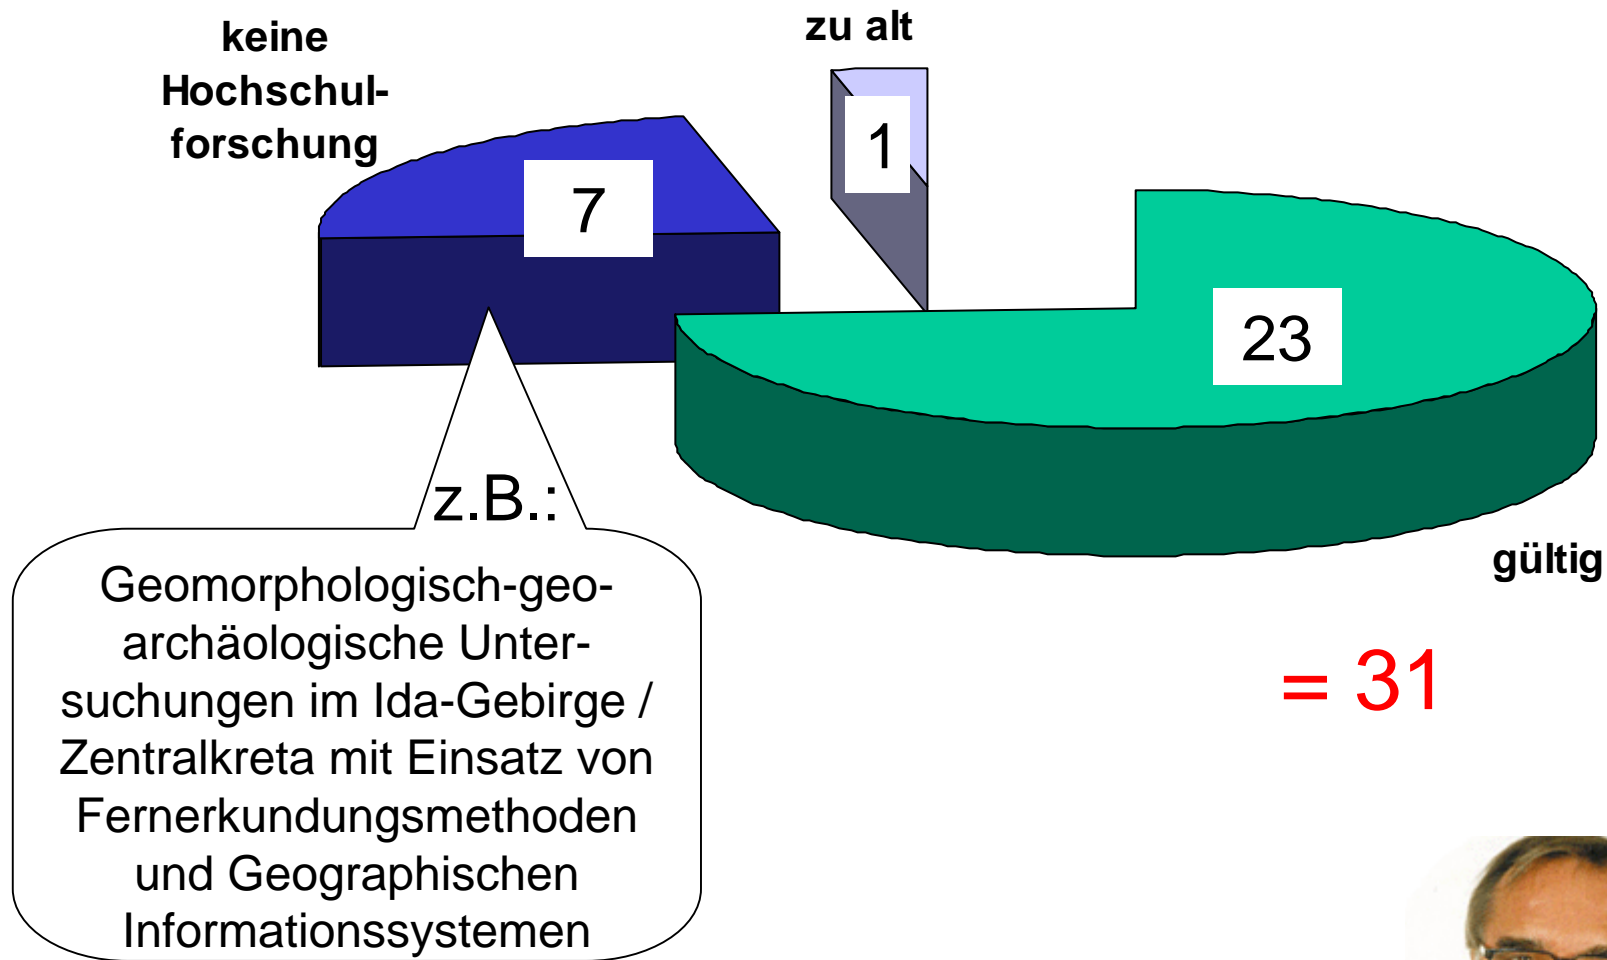 keine
Hochschul-
forschung
zu alt
7
1
23
gültig
= 31
z.B.:
Geomorphologisch-geo-
archäologische Unter-
suchungen im Ida-Gebirge /
Zentralkreta mit Einsatz von
Fernerkundungsmethoden
und Geographischen
Informationssystemen